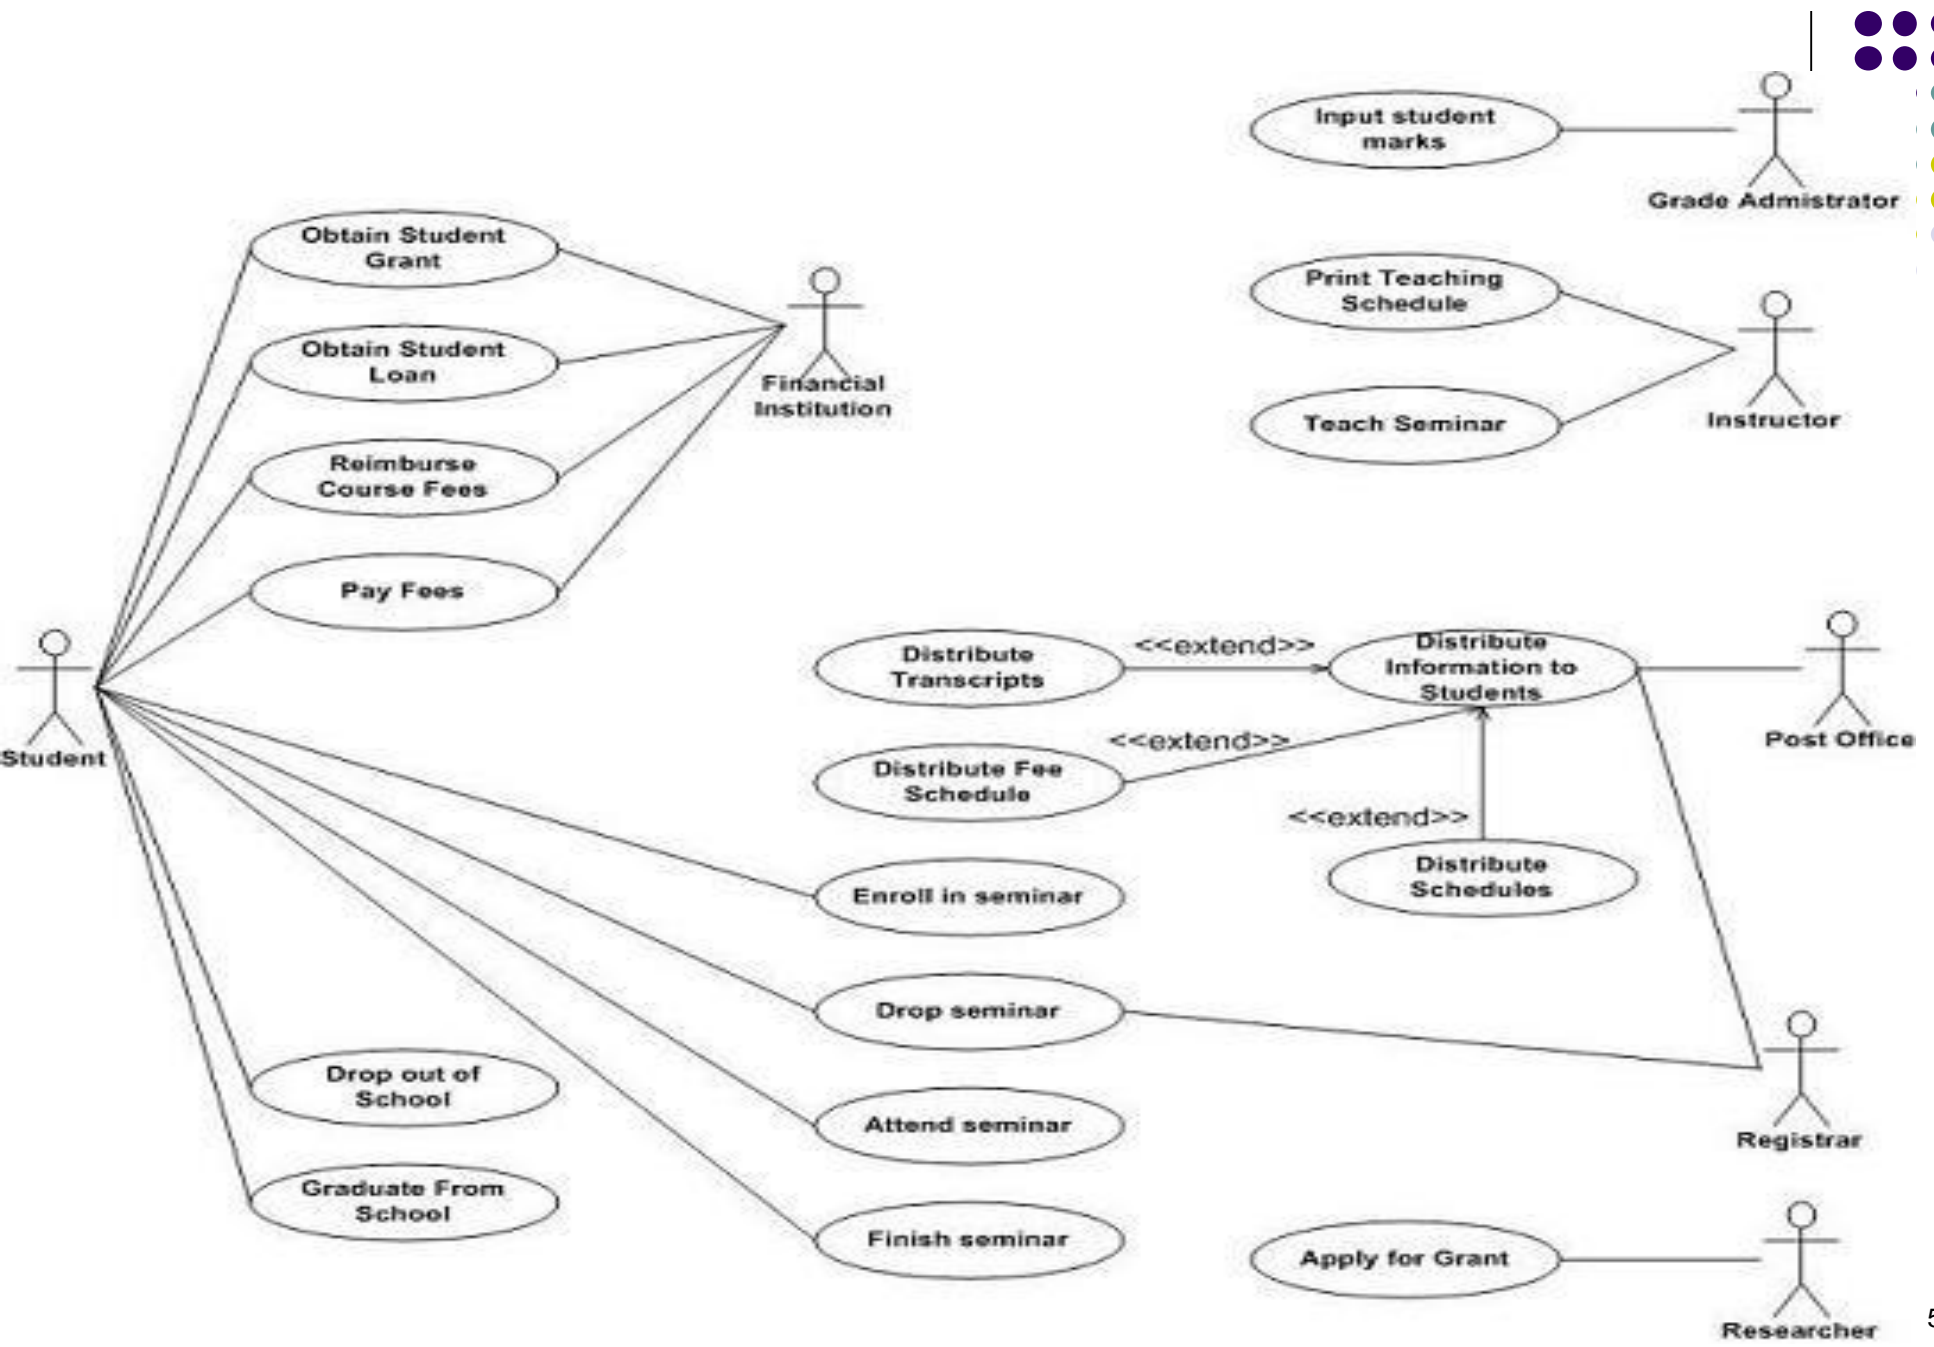 Input student
marks
Grade Admistrator
Obtain Student
Grant
Print Teaching
Schedule
Obtain Student
Loan
Financial
Institution
Teach Seminar
Instructor
Reimburse
Course Fees
Pay Fees
Student
Distribute
Transcripts
<<extend>>
Distribute
Information to
Students
Post Office
<<extend>>
Distribute Fee
Schedule
<<extend>>
Distribute
Schedules
Enroll in seminar
Drop seminar
Registrar
Drop out of
School
Attend seminar
Graduate From
School
Finish seminar
Apply for Grant
Researcher